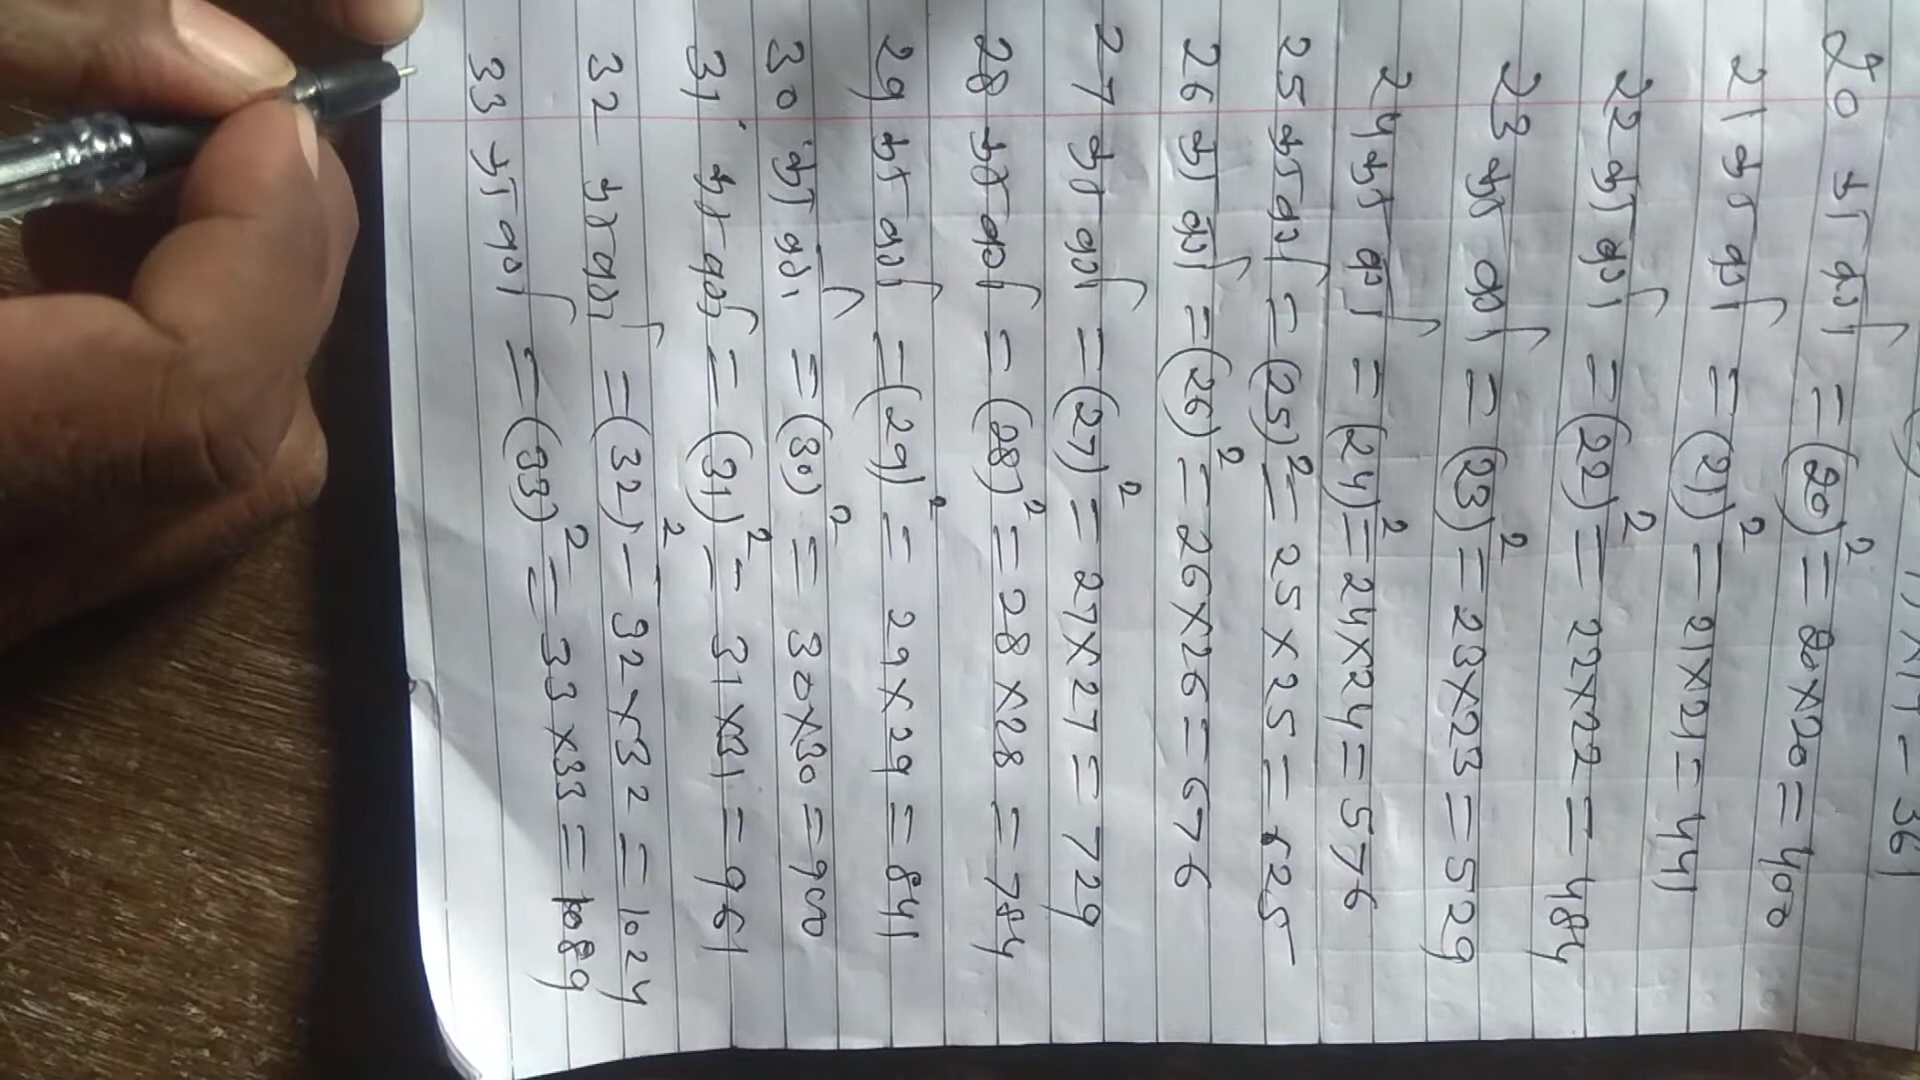 19 × 19 = 361
20 का वर्ग = (20)² = 20×20 = 400
21 का वर्ग = (21)² = 21×21 = 441
22 का वर्ग = (22)² = 22×22 = 484
23 का वर्ग = (23)² = 23×23 = 529
24 का वर्ग = (24)² = 24×24 = 576
25 का वर्ग = (25)² = 25×25 = 625
26 का वर्ग = (26)² = 26×26 = 676
27 का वर्ग = (27)² = 27×27 = 729
28 का वर्ग = (28)² = 28×28 = 784
29 का वर्ग = (29)² = 29×29 = 841
30 का वर्ग = (30)² = 30×30 = 900
31 का वर्ग = (31)² = 31×31 = 961
32 का वर्ग = (32)² = 32×32 = 1024
33 का वर्ग = (33)² = 33×33 = 1089